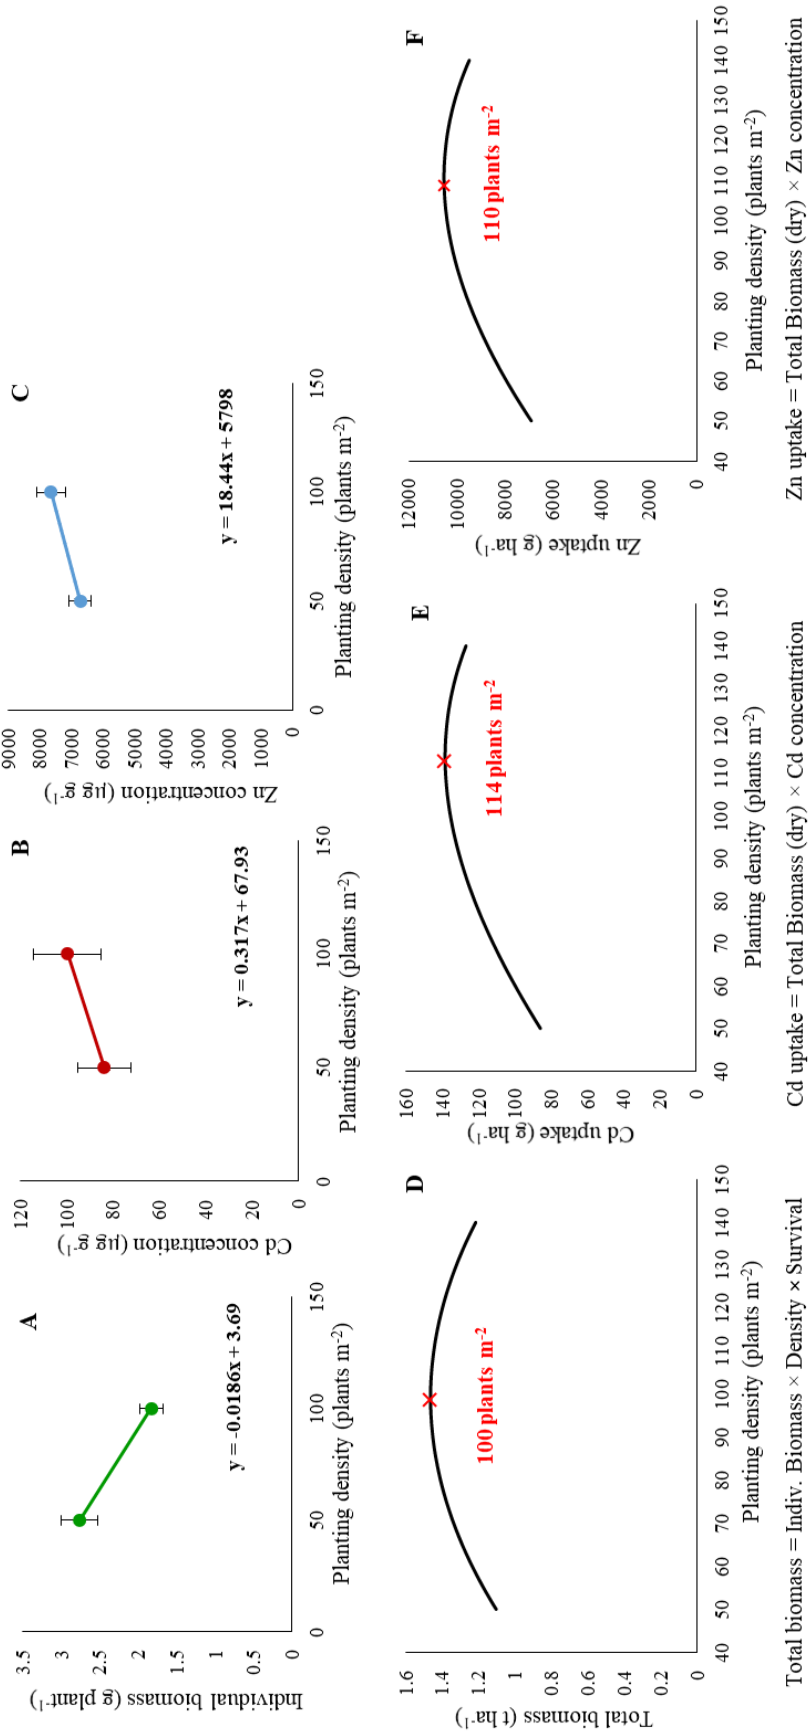 A
3.5
3
2.5
2
1.5
1
0.5
0
Individual biomass (g plant⁻¹)
y = -0.0186x + 3.69
0 50 100 150
Planting density (plants m⁻²)
B
120
100
80
60
40
20
0
Cd concentration (µg g⁻¹)
y = 0.317x + 67.93
0 50 100 150
Planting density (plants m⁻²)
C
9000
8000
7000
6000
5000
4000
3000
2000
1000
0
Zn concentration (µg g⁻¹)
y = 18.44x + 5798
0 50 100 150
Planting density (plants m⁻²)
D
1.6
1.4
1.2
1
0.8
0.6
0.4
0.2
0
Total biomass (t ha⁻¹)
100 plants m⁻²
40 50 60 70 80 90 100 110 120 130 140 150
Planting density (plants m⁻²)
Total biomass = Indiv. Biomass × Density × Survival
E
160
140
120
100
80
60
40
20
0
Cd uptake (g ha⁻¹)
114 plants m⁻²
40 50 60 70 80 90 100 110 120 130 140 150
Planting density (plants m⁻²)
Cd uptake = Total Biomass (dry) × Cd concentration
F
12000
10000
8000
6000
4000
2000
0
Zn uptake (g ha⁻¹)
110 plants m⁻²
40 50 60 70 80 90 100 110 120 130 140 150
Planting density (plants m⁻²)
Zn uptake = Total Biomass (dry) × Zn concentration